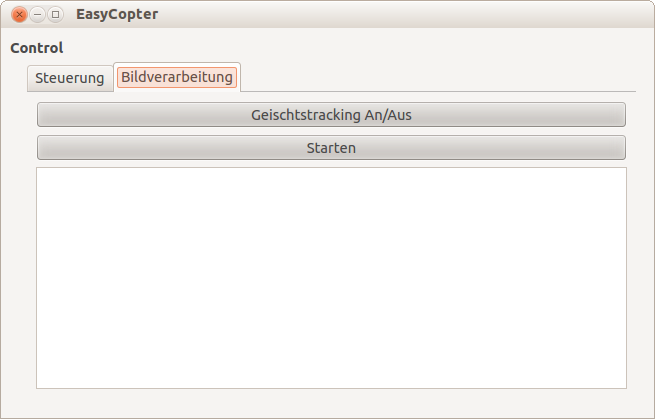 EasyCopter
Control
Steuerung
Bildverarbeitung
Geischtstracking An/Aus
Starten